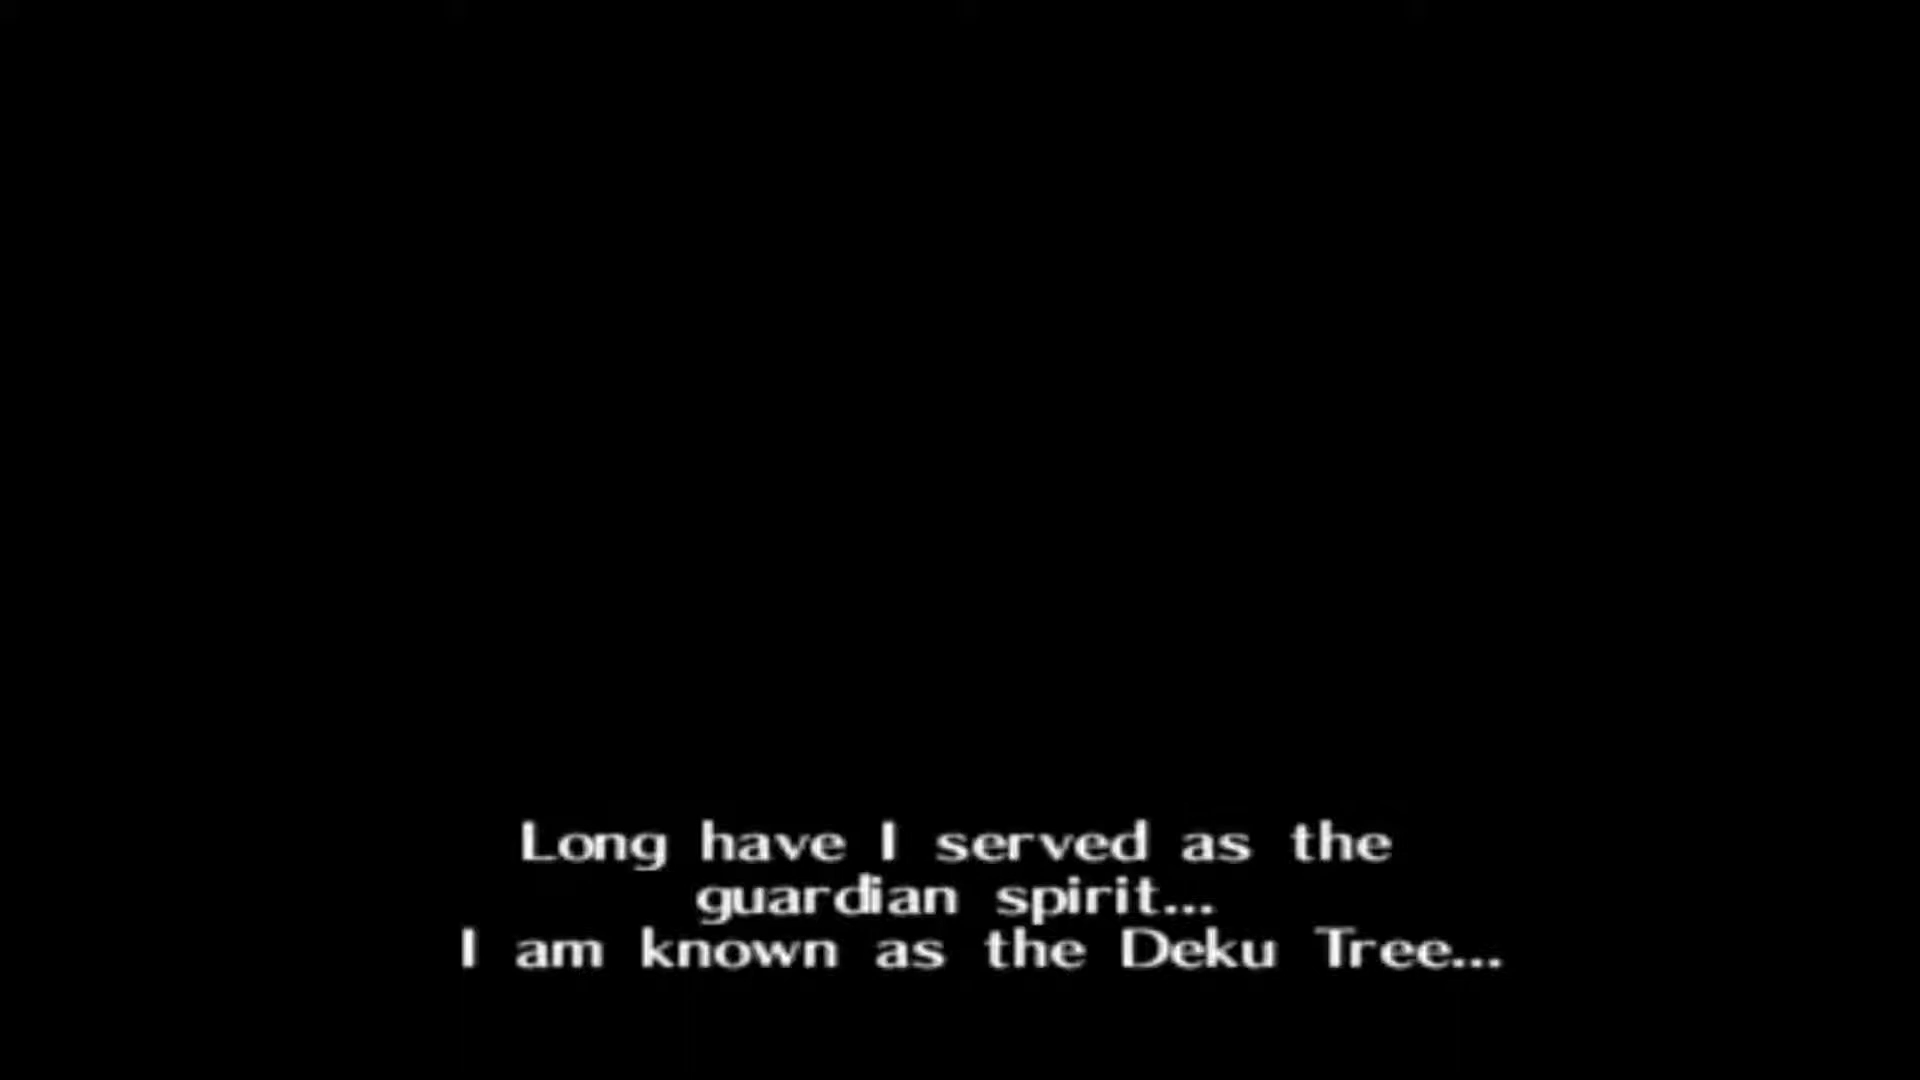 Long have I served as the
guardian spirit...
I am known as the Deku Tree...